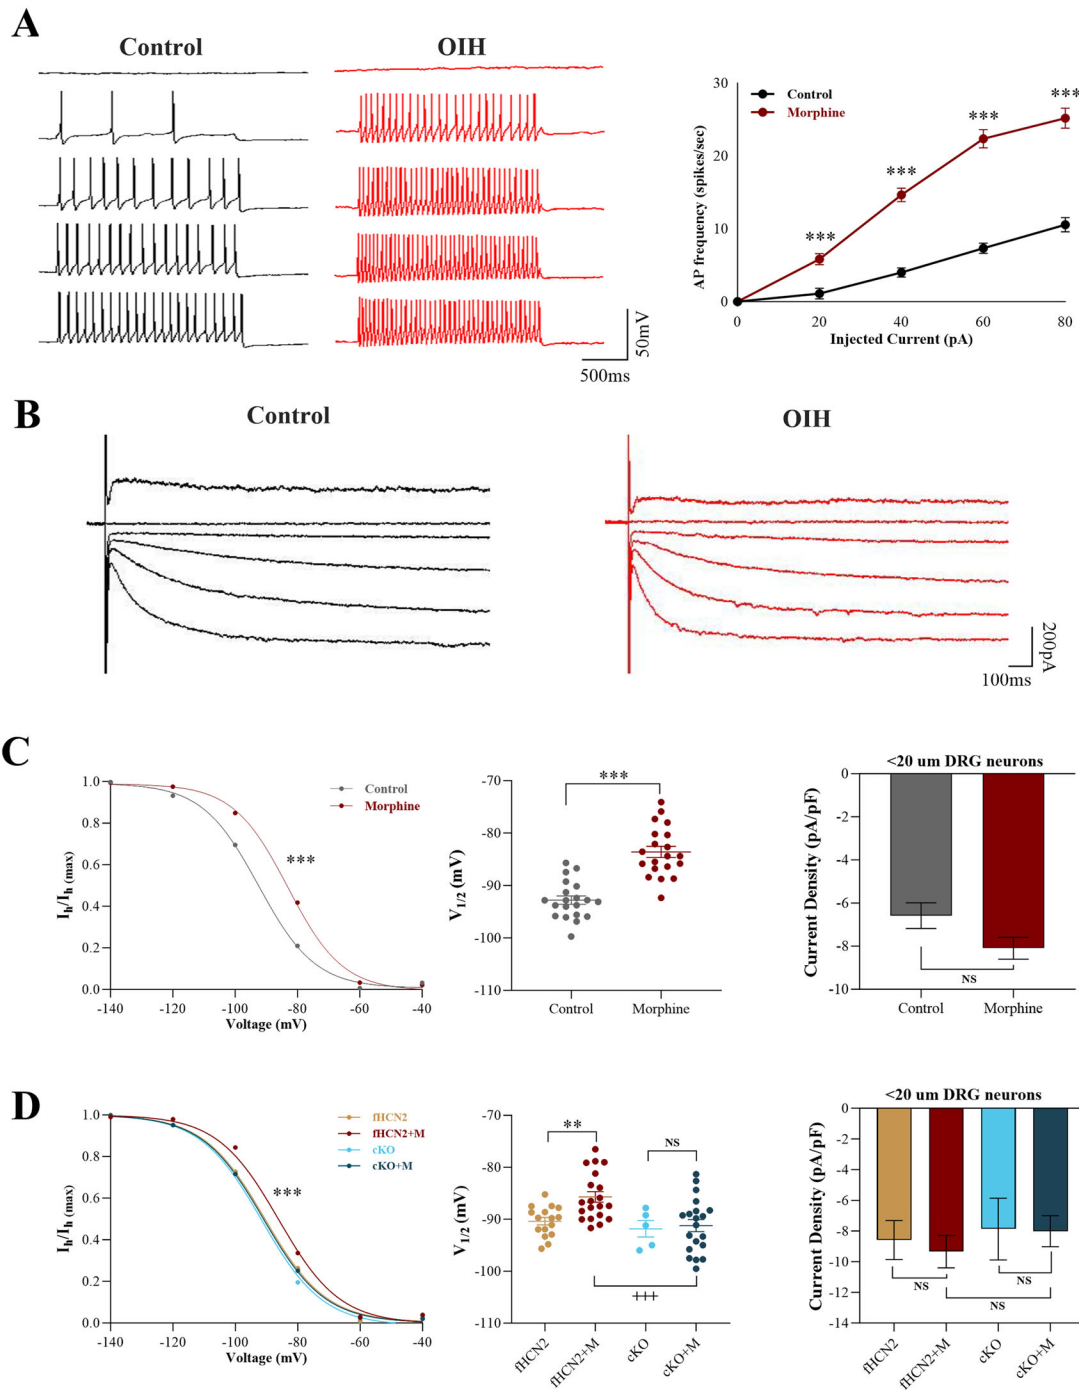 A
Control
OIH
50mV
500ms
30
20
10
0
Control
Morphine
***
***
***
***
AP frequency (spikes/sec)
0
20
40
60
80
Injected Current (pA)
B
Control
OIH
200pA
100ms
C
1.0
0.8
0.6
0.4
0.2
0.0
Ih/Ih (max)
Control
Morphine
***
-140
-120
-100
-80
-60
-40
Voltage (mV)
-70
-80
-90
-100
-110
V1/2 (mV)
***
Control
Morphine
<20 um DRG neurons
0
-2
-4
-6
-8
-10
Current Density (pA/pF)
NS
Control
Morphine
D
1.0
0.8
0.6
0.4
0.2
0.0
Ih/Ih (max)
fHCN2
fHCN2+M
cKO
cKO+M
***
-140
-120
-100
-80
-60
-40
Voltage (mV)
-70
-80
-90
-100
-110
V1/2 (mV)
**
NS
+++
fHCN2
fHCN2+M
cKO
cKO+M
<20 um DRG neurons
0
-2
-4
-6
-8
-10
-12
-14
Current Density (pA/pF)
NS
NS
NS
fHCN2
fHCN2+M
cKO
cKO+M